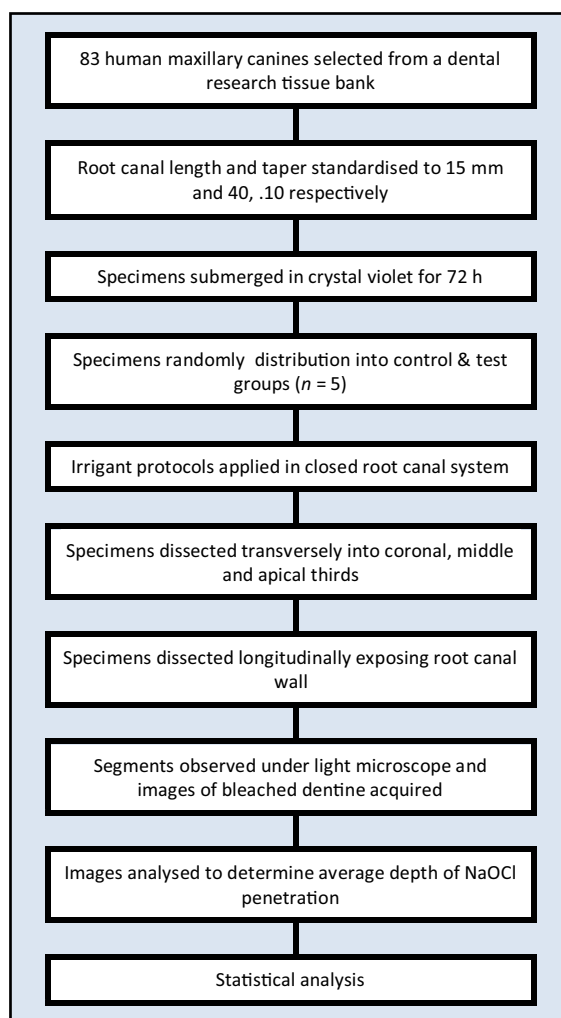 83 human maxillary canines selected from a dental
research tissue bank
Root canal length and taper standardised to 15 mm
and 40, .10 respectively
Specimens submerged in crystal violet for 72 h
Specimens randomly distribution into control & test
groups (n = 5)
Irrigant protocols applied in closed root canal system
Specimens dissected transversely into coronal, middle
and apical thirds
Specimens dissected longitudinally exposing root canal
wall
Segments observed under light microscope and
images of bleached dentine acquired
Images analysed to determine average depth of NaOCl
penetration
Statistical analysis